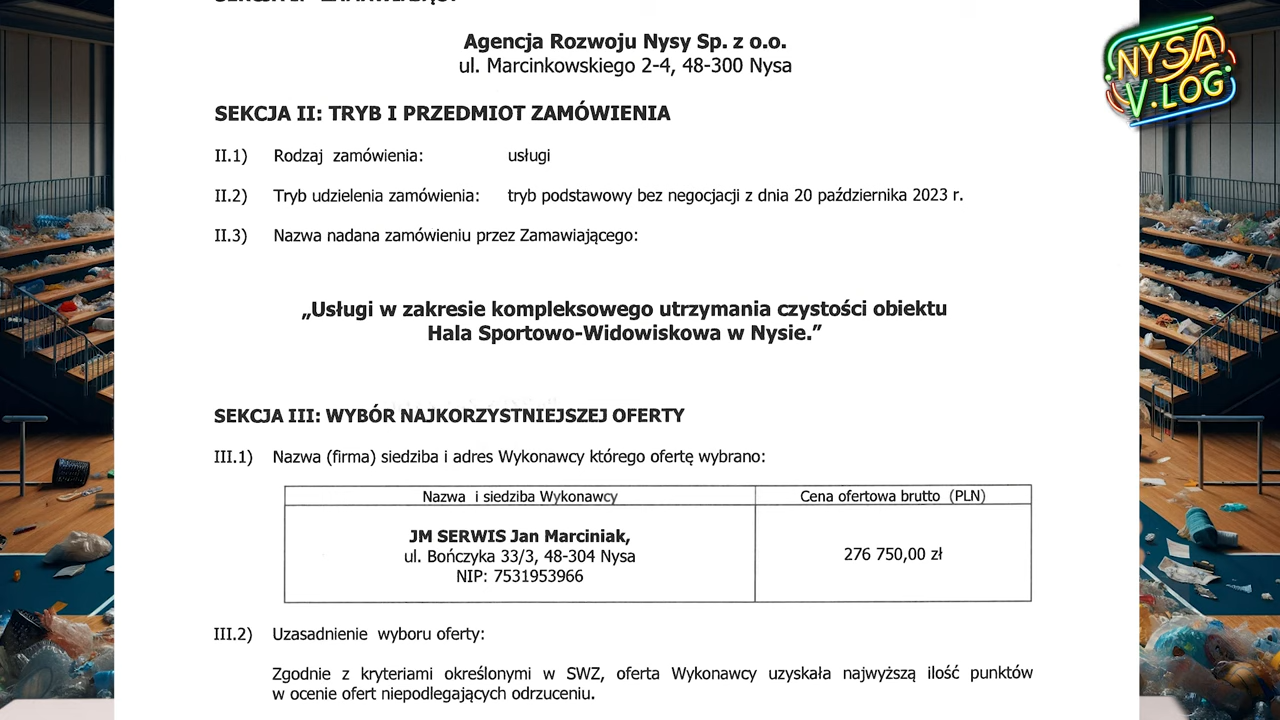 Agencja Rozwoju Nysy Sp. z o.o.
ul. Marcinkowskiego 2-4, 48-300 Nysa
NYSA
V.LOG
SEKCJA II: TRYB I PRZEDMIOT ZAMÓWIENIA
II.1) Rodzaj zamówienia: usługi
II.2) Tryb udzielenia zamówienia: tryb podstawowy bez negocjacji z dnia 20 października 2023 r.
II.3) Nazwa nadana zamówieniu przez Zamawiającego:
„Usługi w zakresie kompleksowego utrzymania czystości obiektu
Hala Sportowo-Widowiskowa w Nysie.”
SEKCJA III: WYBÓR NAJKORZYSTNIEJSZEJ OFERTY
III.1) Nazwa (firma) siedziba i adres Wykonawcy którego ofertę wybrano:
Nazwa i siedziba Wykonawcy Cena ofertowa brutto (PLN)
JM SERWIS Jan Marciniak,
ul. Bończyka 33/3, 48-304 Nysa
NIP: 7531953966
276 750,00 zł
III.2) Uzasadnienie wyboru oferty:
Zgodnie z kryteriami określonymi w SWZ, oferta Wykonawcy uzyskała najwyższą ilość punktów
w ocenie ofert niepodlegających odrzuceniu.